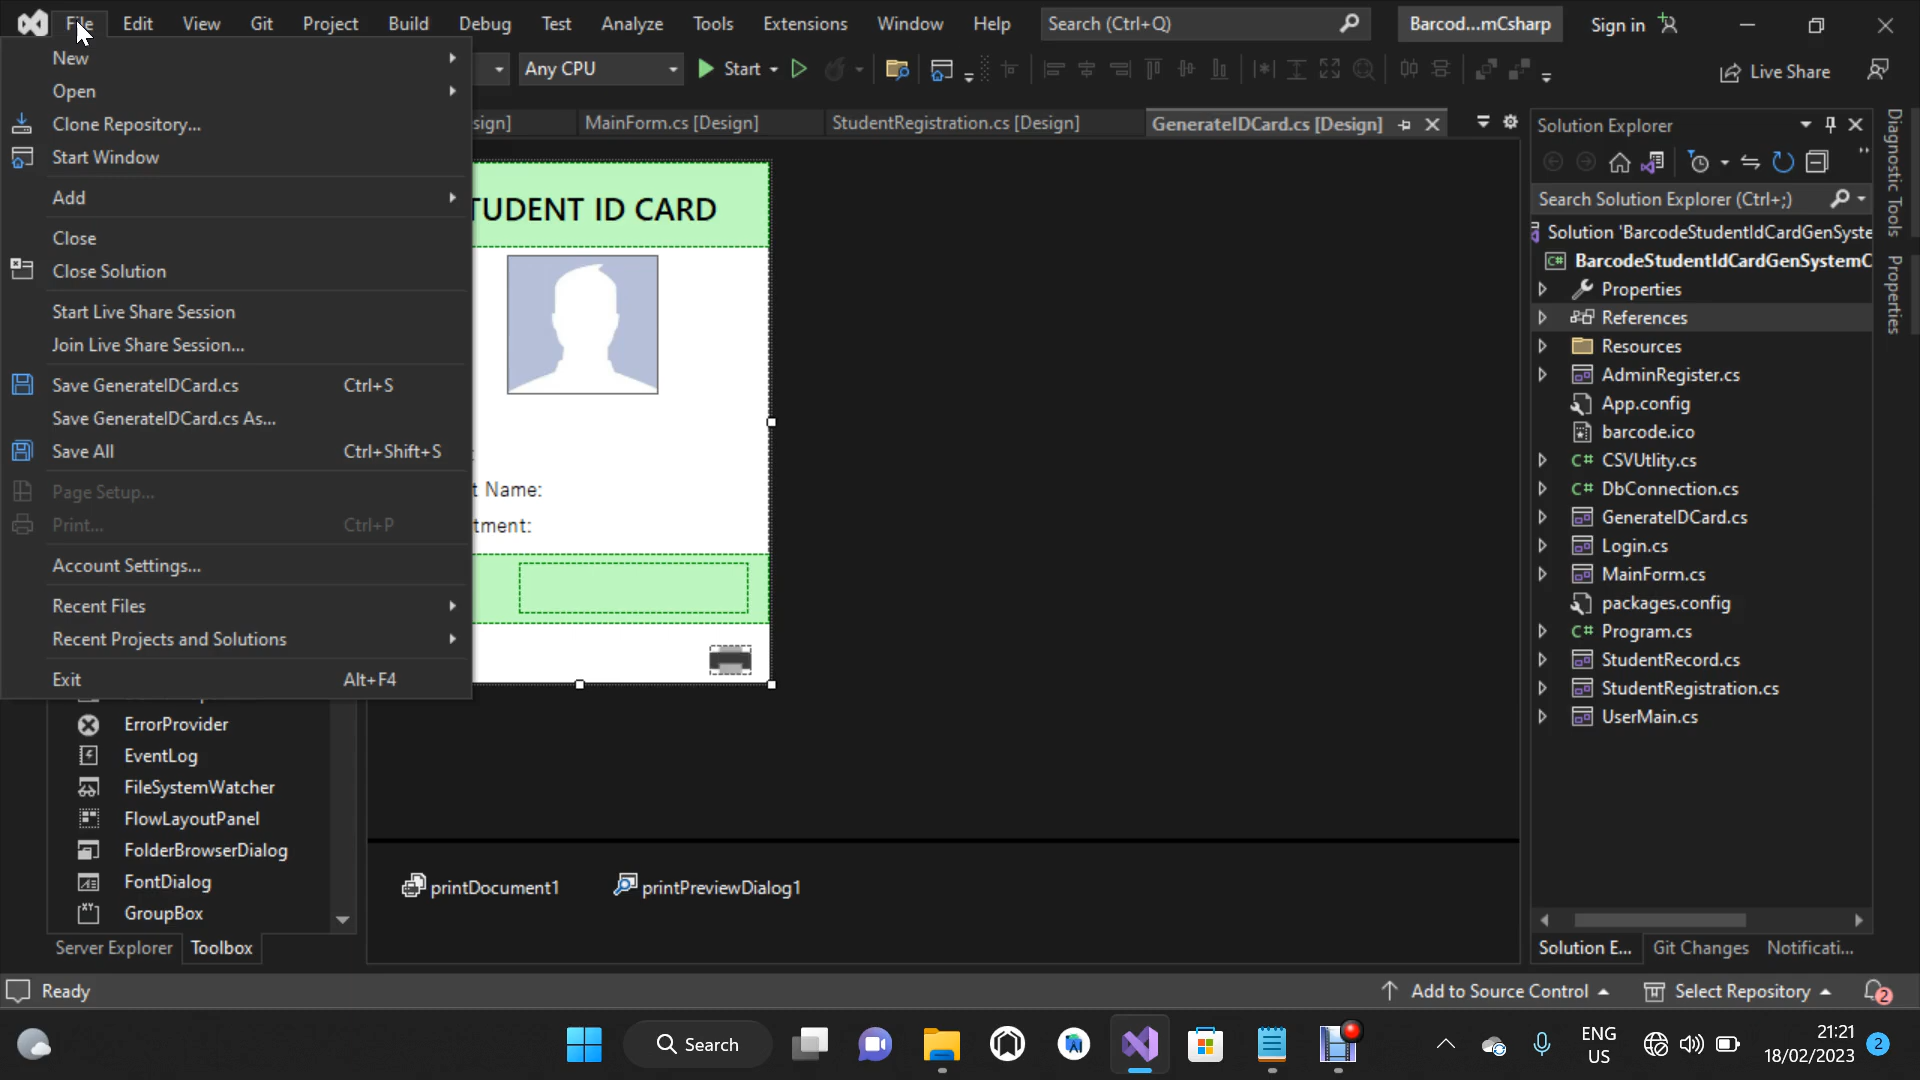 File Edit View Git Project Build Debug Test Analyze Tools Extensions Window Help Search (Ctrl+Q) Barcod...mCsharp Sign in
Any CPU Start Live Share
New
Open
Clone Repository...
Start Window
Add
Close
Close Solution
Start Live Share Session
Join Live Share Session...
Save GenerateIDCard.cs Ctrl+S
Save GenerateIDCard.cs As...
Save All Ctrl+Shift+S
Page Setup...
Print... Ctrl+P
Account Settings...
Recent Files
Recent Projects and Solutions
Exit Alt+F4
sign] MainForm.cs [Design] StudentRegistration.cs [Design] GenerateIDCard.cs [Design]
TUDENT ID CARD
:
t Name:
tment:
ErrorProvider
EventLog
FileSystemWatcher
FlowLayoutPanel
FolderBrowserDialog
FontDialog
GroupBox
Server Explorer Toolbox
printDocument1 printPreviewDialog1
Solution Explorer
Search Solution Explorer (Ctrl+;)
Solution 'BarcodeStudentIdCardGenSyste
C# BarcodeStudentIdCardGenSystemC
Properties
References
Resources
AdminRegister.cs
App.config
barcode.ico
C# CSVUtlity.cs
C# DbConnection.cs
GenerateIDCard.cs
Login.cs
MainForm.cs
packages.config
C# Program.cs
StudentRecord.cs
StudentRegistration.cs
UserMain.cs
Solution E... Git Changes Notificati...
Diagnostic Tools
Properties
Ready Add to Source Control Select Repository 2
Search
ENG
US
21:21
18/02/2023
2